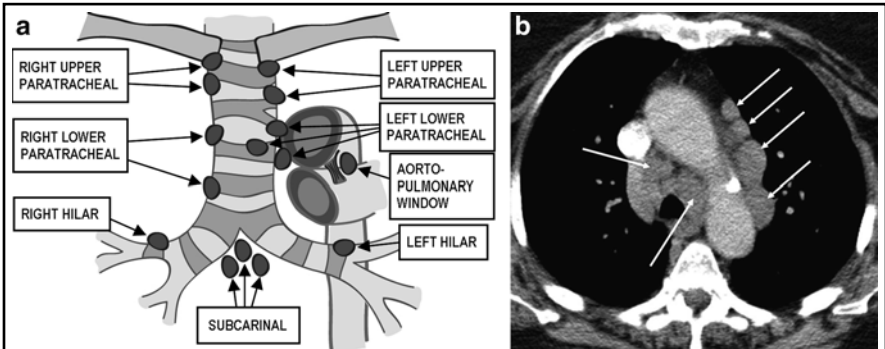 a
RIGHT UPPER
PARATRACHEAL
RIGHT LOWER
PARATRACHEAL
RIGHT HILAR
SUBCARINAL
LEFT UPPER
PARATRACHEAL
LEFT LOWER
PARATRACHEAL
AORTO-
PULMONARY
WINDOW
LEFT HILAR
b